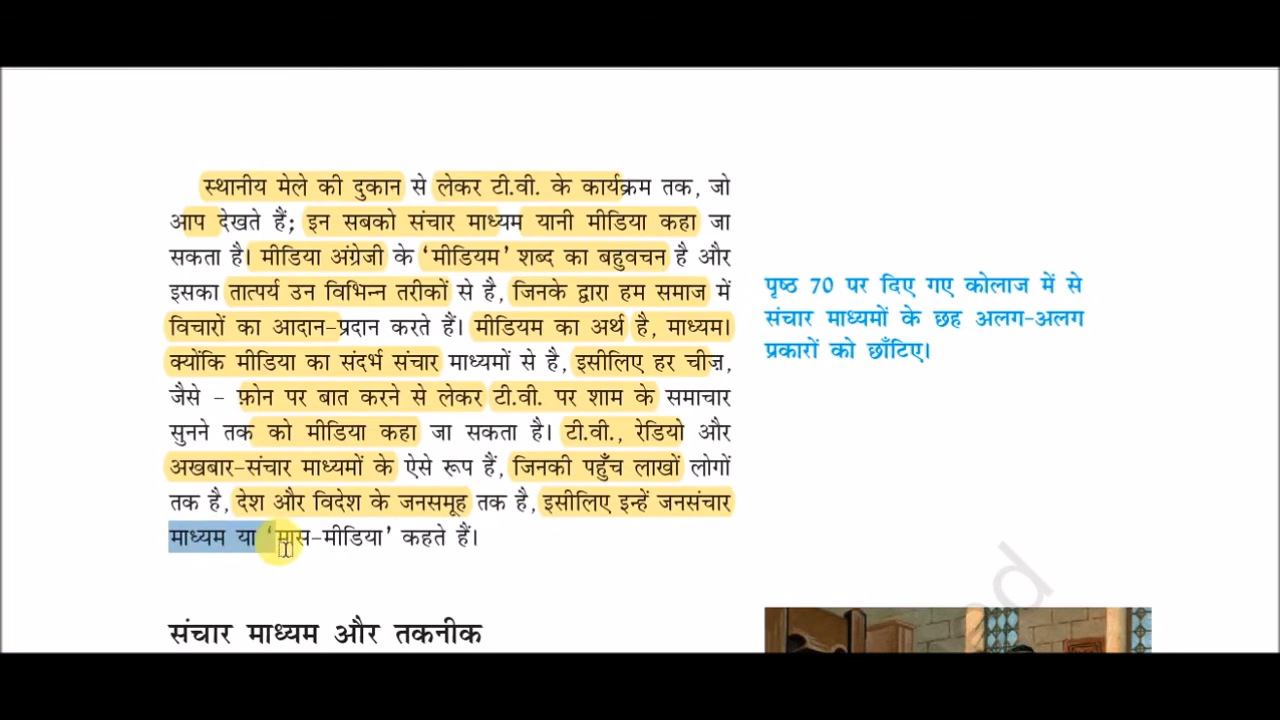 स्थानीय मेले की दुकान से लेकर टी.वी. के कार्यक्रम तक, जो
आप देखते हैं; इन सबको संचार माध्यम यानी मीडिया कहा जा
सकता है। मीडिया अंग्रेजी के ‘मीडियम’ शब्द का बहुवचन है और
इसका तात्पर्य उन विभिन्न तरीकों से है, जिनके द्वारा हम समाज में
विचारों का आदान-प्रदान करते हैं। मीडियम का अर्थ है, माध्यम।
क्योंकि मीडिया का संदर्भ संचार माध्यमों से है, इसीलिए हर चीज़,
जैसे – फ़ोन पर बात करने से लेकर टी.वी. पर शाम के समाचार
सुनने तक को मीडिया कहा जा सकता है। टी.वी., रेडियो और
अखबार-संचार माध्यमों के ऐसे रूप हैं, जिनकी पहुँच लाखों लोगों
तक है, देश और विदेश के जनसमूह तक है, इसीलिए इन्हें जनसंचार
माध्यम या ‘मास-मीडिया’ कहते हैं।
पृष्ठ 70 पर दिए गए कोलाज में से
संचार माध्यमों के छह अलग-अलग
प्रकारों को छाँटिए।
संचार माध्यम और तकनीक